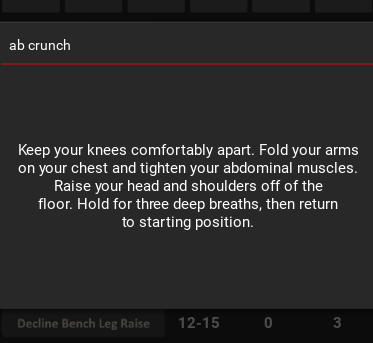 ab crunch
Keep your knees comfortably apart. Fold your arms
on your chest and tighten your abdominal muscles.
Raise your head and shoulders off of the
floor. Hold for three deep breaths, then return
to starting position.
Decline Bench Leg Raise 12-15 0 3